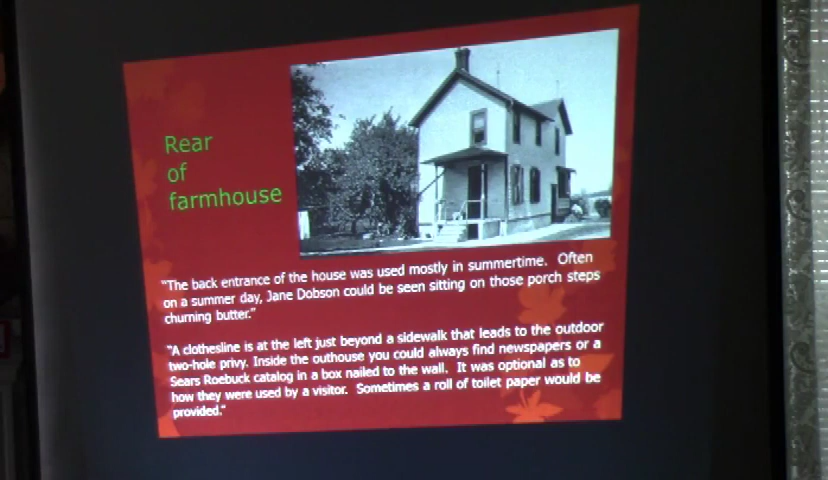 Rear
of
farmhouse
"The back entrance of the house was used mostly in summertime. Often
on a summer day, Jane Dobson could be seen sitting on those porch steps
churning butter."
"A clothesline is at the left just beyond a sidewalk that leads to the outdoor
two-hole privy. Inside the outhouse you could always find newspapers or a
Sears Roebuck catalog in a box nailed to the wall. It was optional as to
how they were used by a visitor. Sometimes a roll of toilet paper would be
provided."